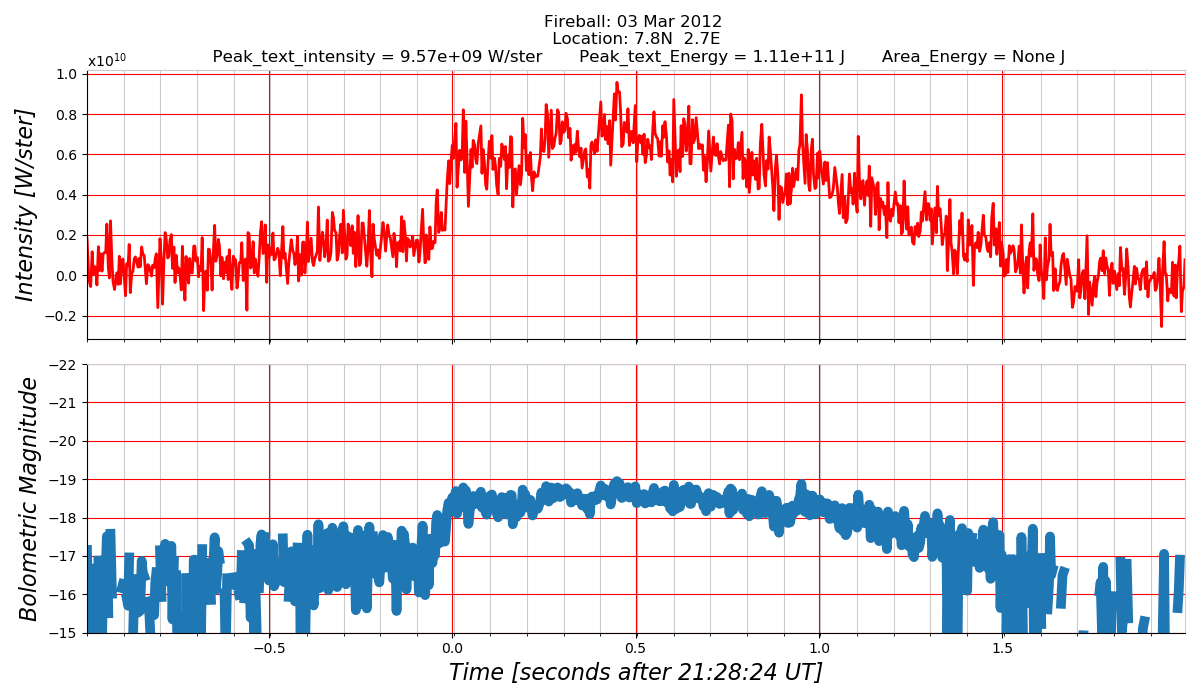 Fireball: 03 Mar 2012
Location: 7.8N  2.7E
Peak_text_intensity = 9.57e+09 W/ster       Peak_text_Energy = 1.11e+11 J       Area_Energy = None J
x10¹⁰
Intensity [W/ster]
1.0
0.8
0.6
0.4
0.2
0.0
−0.2
Bolometric Magnitude
−22
−21
−20
−19
−18
−17
−16
−15
−0.5 0.0 0.5 1.0 1.5
Time [seconds after 21:28:24 UT]